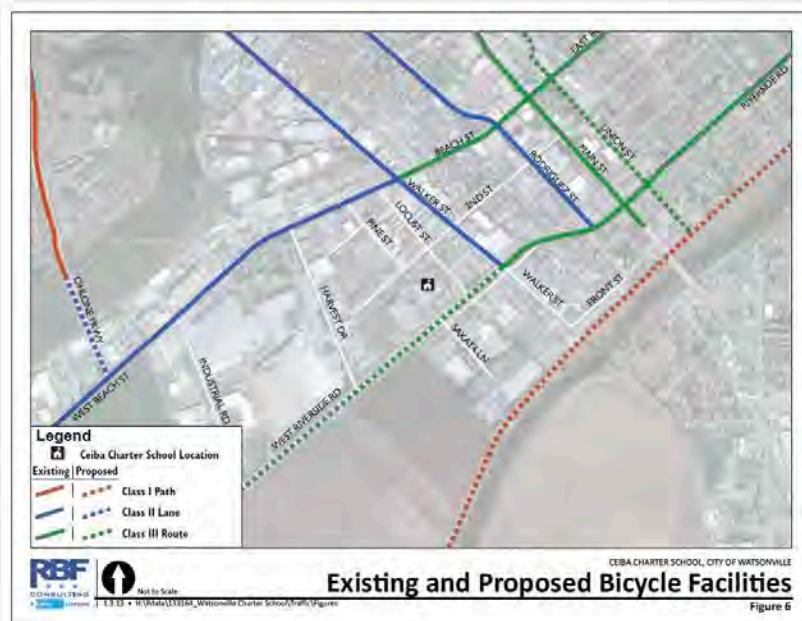 EAST
RIVERSIDE RD
BEACH ST
UNION ST
MAIN ST
RODRIGUEZ ST
2ND ST
WALKER ST
LOCUST ST
PINE ST
OHLONE PKWY
HARVEST DR
WALKER ST
FRONT ST
SAKATA LN
INDUSTRIAL RD
WEST BEACH ST
WEST RIVERSIDE RD
Legend
Ceiba Charter School Location
Existing | Proposed
Class I Path
Class II Lane
Class III Route
RBF
CONSULTING
Not to Scale
CEIBA CHARTER SCHOOL, CITY OF WATSONVILLE
Existing and Proposed Bicycle Facilities
Figure 6